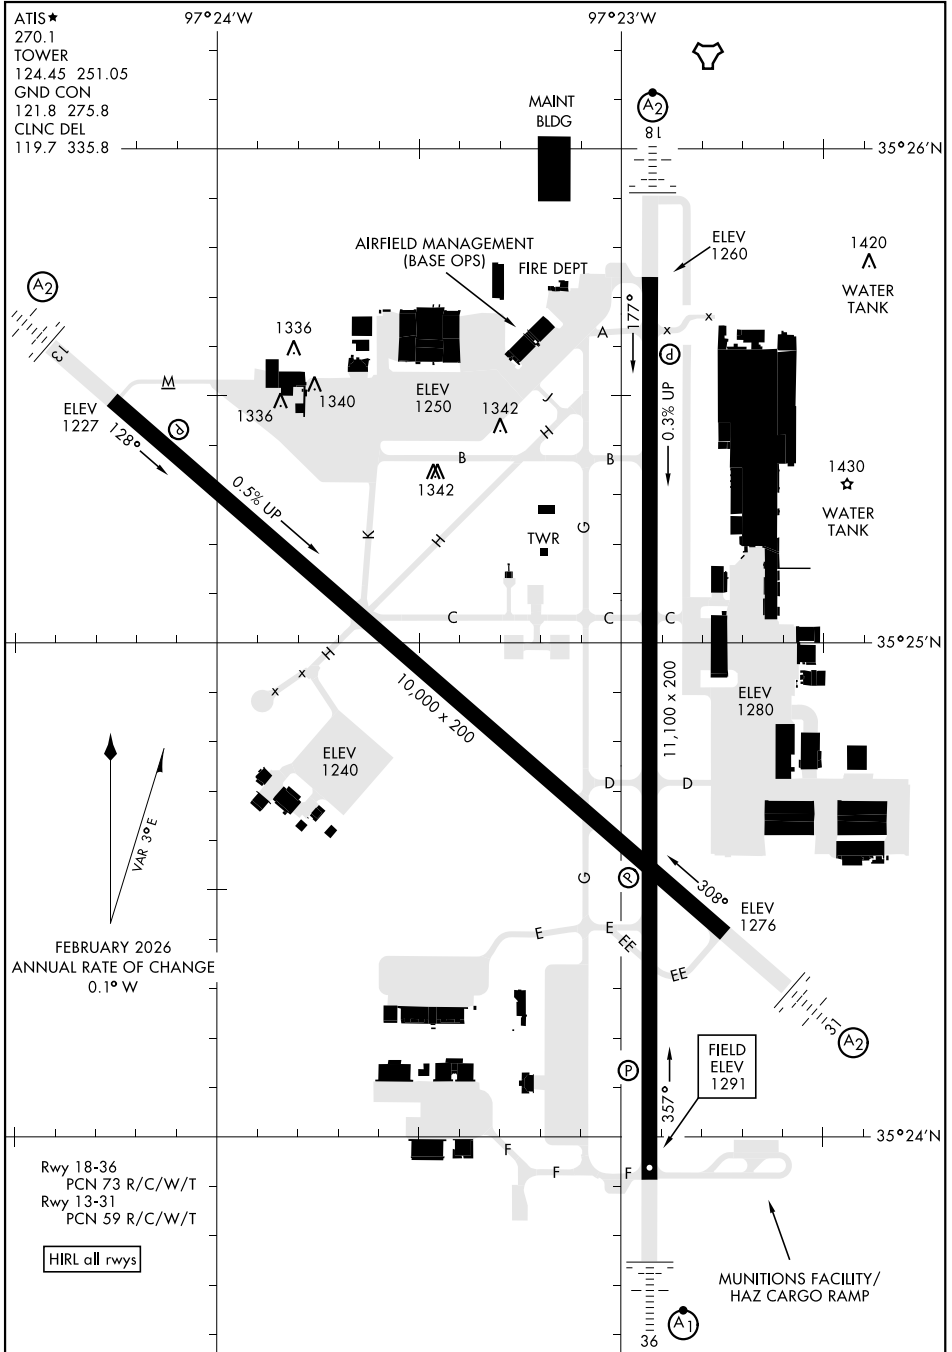 ATIS★
270.1
TOWER
124.45 251.05
GND CON
121.8 275.8
CLNC DEL
119.7 335.8
97°24'W
97°23'W
MAINT
BLDG
A2
18
35°26'N
AIRFIELD MANAGEMENT
(BASE OPS)
FIRE DEPT
ELEV
1260
1420
WATER
TANK
A2
13
177°
A
x
x
P
1336
M
1336
1340
ELEV
1250
1342
J
H
0.3% UP
ELEV
1227
128°
P
B
B
1342
0.5% UP
1430
WATER
TANK
K
H
TWR
G
C
C
C
35°25'N
H
x
x
10,000 x 200
11,100 x 200
ELEV
1280
ELEV
1240
D
D
VAR 3°E
G
P
308°
ELEV
1276
E
E
EE
EE
FEBRUARY 2026
ANNUAL RATE OF CHANGE
0.1° W
31
A2
P
FIELD
ELEV
1291
357°
35°24'N
F
F
F
Rwy 18-36
PCN 73 R/C/W/T
Rwy 13-31
PCN 59 R/C/W/T
HIRL all rwys
MUNITIONS FACILITY/
HAZ CARGO RAMP
A1
36